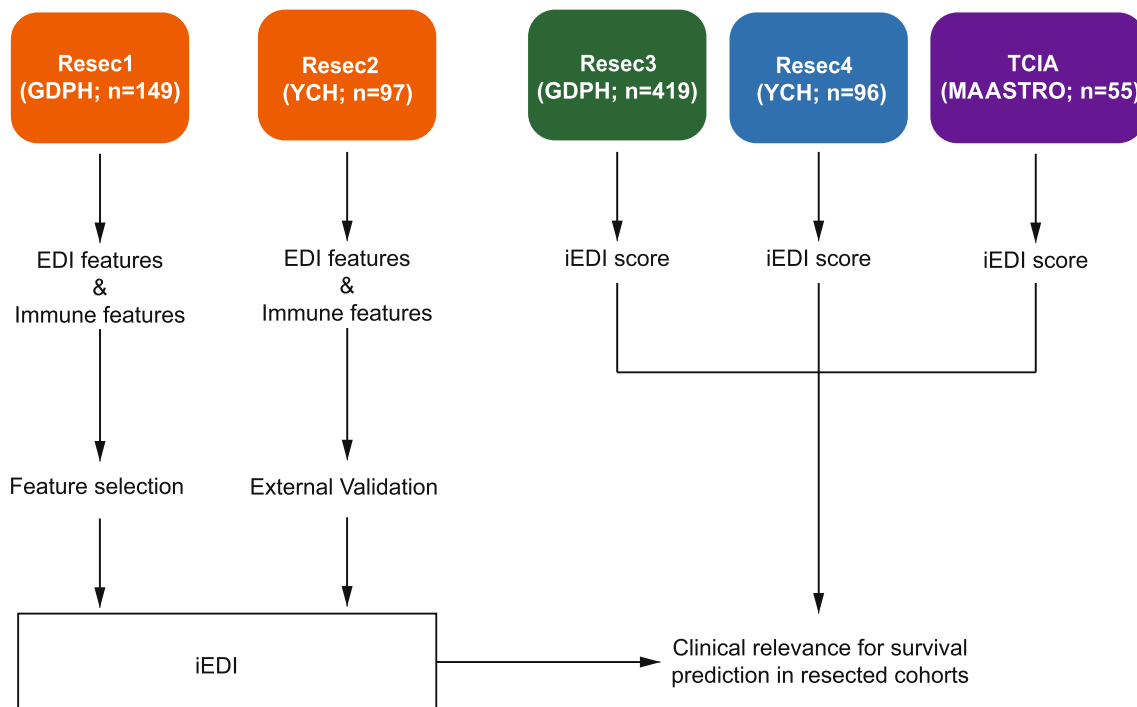 Resec1
(GDPH; n=149)
Resec2
(YCH; n=97)
Resec3
(GDPH; n=419)
Resec4
(YCH; n=96)
TCIA
(MAASTRO; n=55)
EDI features
&
Immune features
EDI features
&
Immune features
iEDI score
iEDI score
iEDI score
Feature selection
External Validation
iEDI
Clinical relevance for survival
prediction in resected cohorts